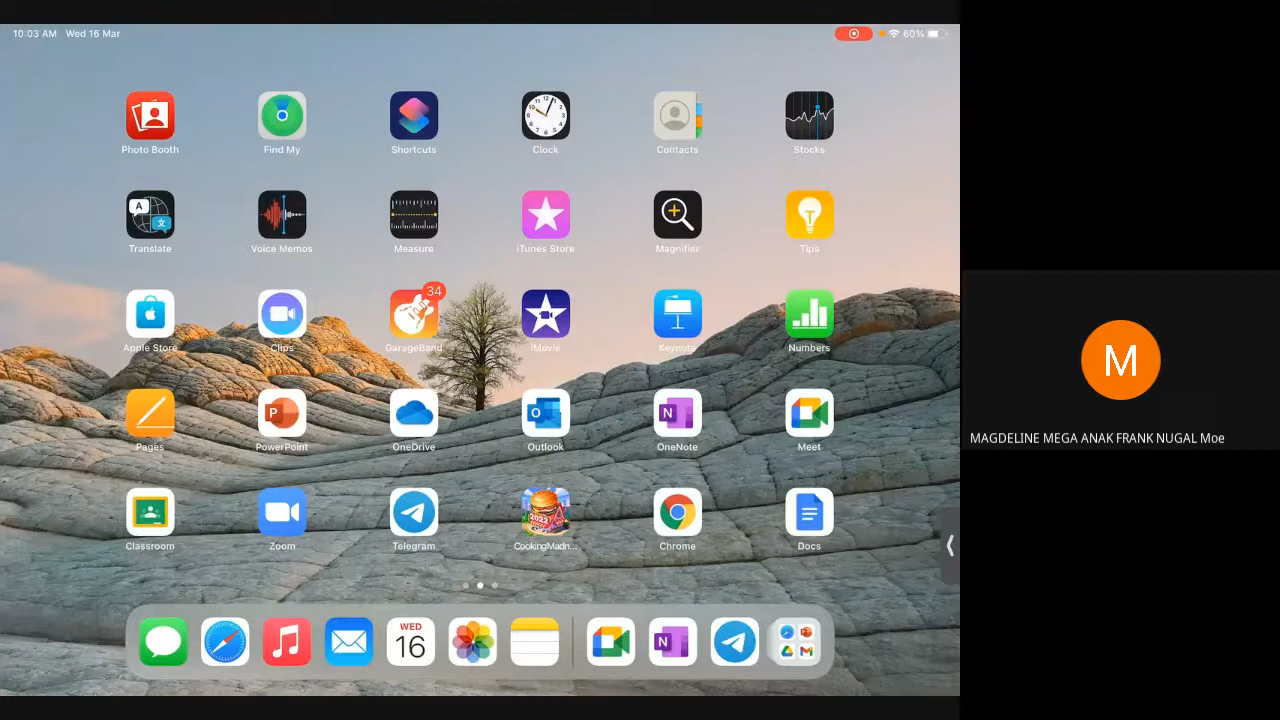 10:03 AM Wed 16 Mar
60%
Photo Booth
Find My
Shortcuts
Clock
Contacts
Stocks
Translate
Voice Memos
Measure
iTunes Store
Magnifier
Tips
34
Apple Store
Clips
GarageBand
iMovie
Keynote
Numbers
Pages
PowerPoint
OneDrive
Outlook
OneNote
Meet
Classroom
Zoom
Telegram
CookingMadn...
Chrome
Docs
WED
16
M
MAGDELINE MEGA ANAK FRANK NUGAL Moe